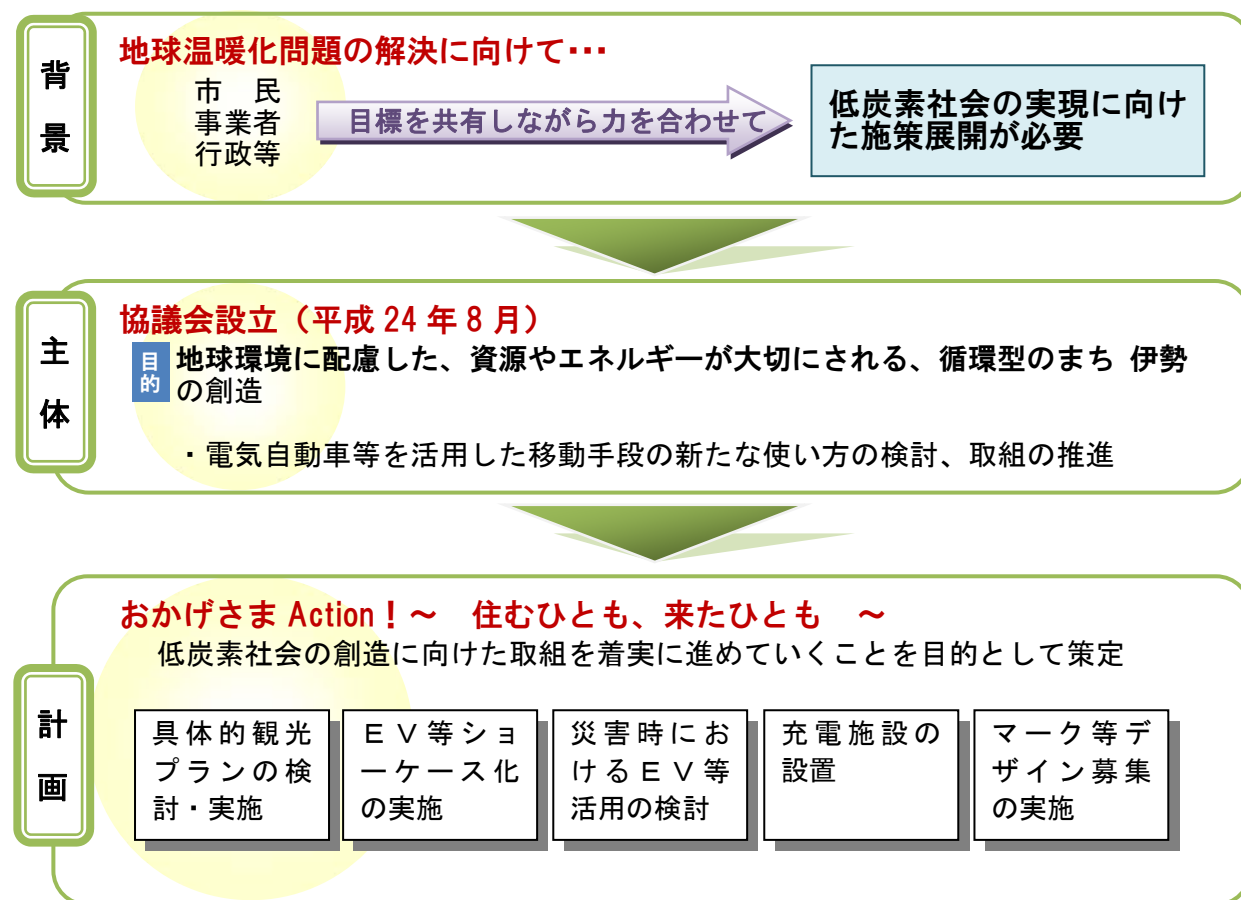 背景
地球温暖化問題の解決に向けて･･･
市　民
事業者
行政等
目標を共有しながら力を合わせて
低炭素社会の実現に向け
た施策展開が必要
主体
協議会設立（平成 24 年 8 月）
目的
地球環境に配慮した、資源やエネルギーが大切にされる、循環型のまち 伊勢
の創造
・電気自動車等を活用した移動手段の新たな使い方の検討、取組の推進
計画
おかげさま Action！～　住むひとも、来たひとも　～
低炭素社会の創造に向けた取組を着実に進めていくことを目的として策定
具体的観光
プランの検
討・実施
ＥＶ等ショ
ーケース化
の実施
災害時にお
けるＥＶ等
活用の検討
充電施設の
設置
マーク等デ
ザイン募集
の実施